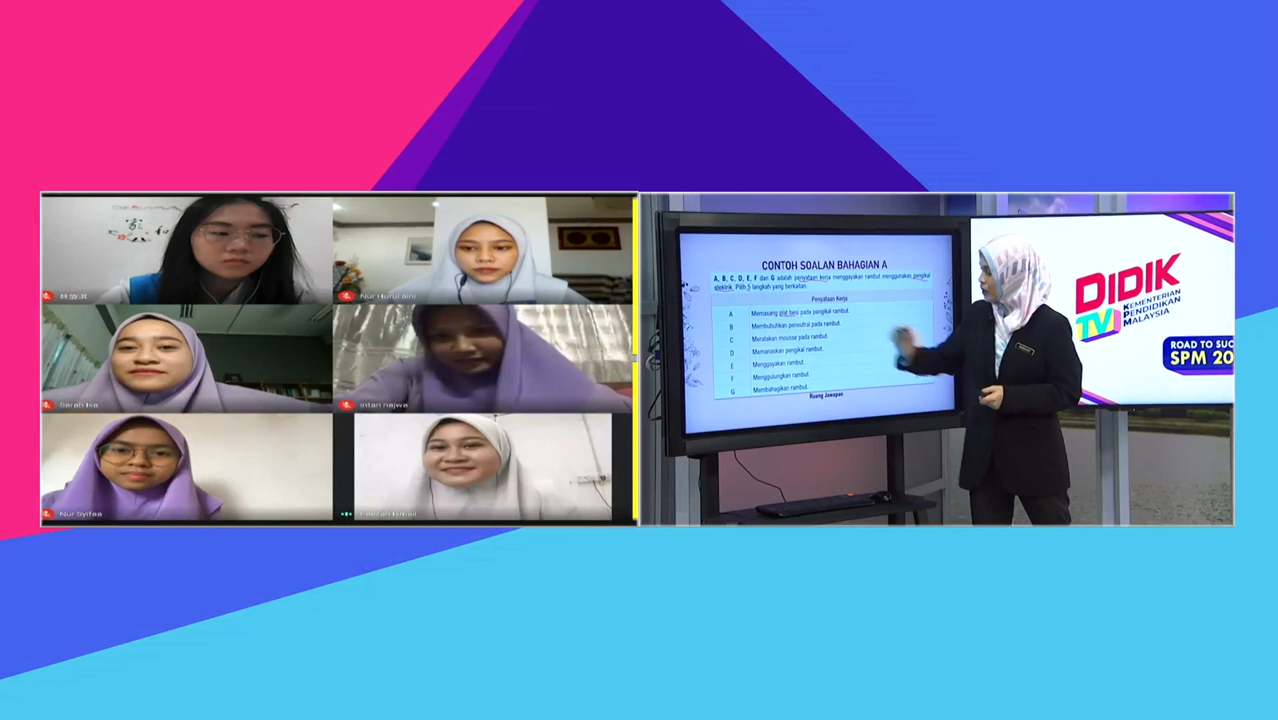 Nur Hurul aini
Sarah Isa
intan najwa
Nur Syifaa
CONTOH SOALAN BAHAGIAN A
A, B, C, D, E, F dan G adalah penyataan kerja menggayakan rambut menggunakan pengikal
elektrik. Pilih 5 langkah yang berkaitan.
Penyataan Kerja
A Memasang plat besi pada pengikal rambut.
B Membubuhkan peneutral pada rambut.
C Meratakan mousse pada rambut.
D Memanaskan pengikal rambut.
E Menggayakan rambut.
F Menggulungkan rambut.
G Membahagikan rambut.
Ruang Jawapan
DIDIK
TV
KEMENTERIAN
PENDIDIKAN
MALAYSIA
ROAD TO SUC
SPM 20